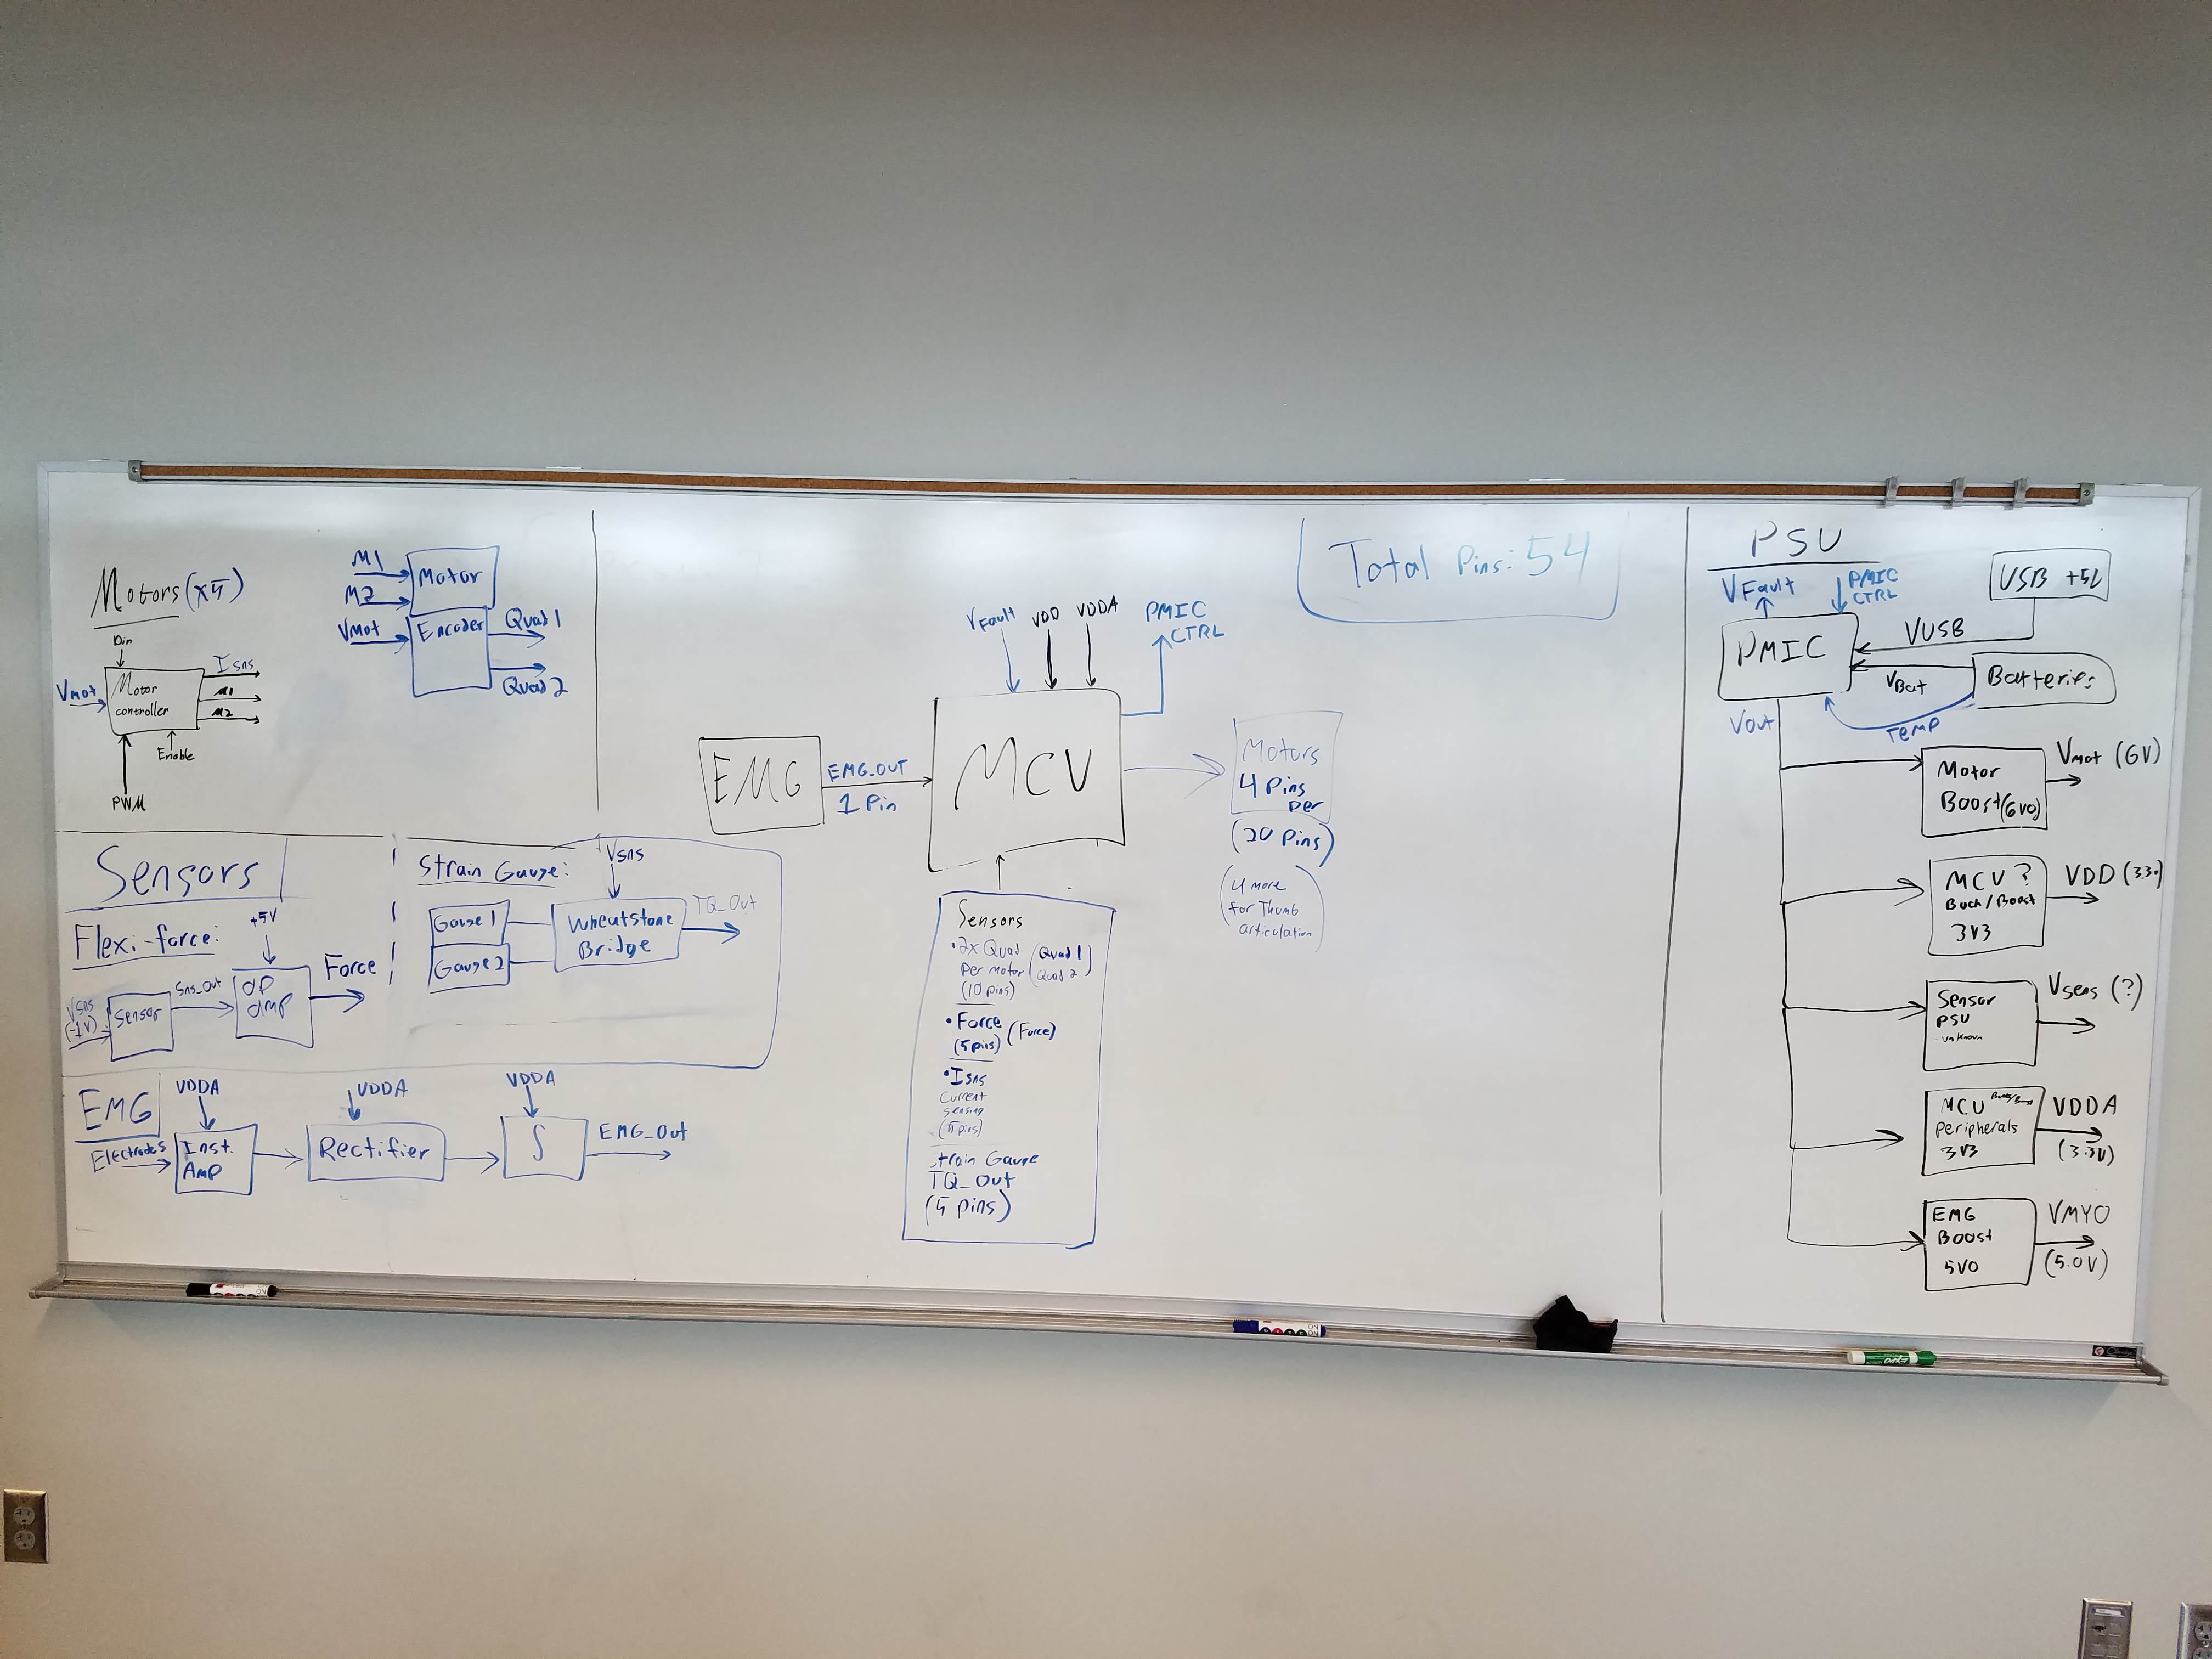 Motors (x5)
Din
Vmot
Motor
controller
Isns
M1
M2
Enable
PWM
M1
M2
Vmot
Motor
Encoder
Quad 1
Quad 2
Sensors
Flexi-force:
+5V
Vsns
(-1V)
Sensor
Sns_Out
OP
amp
Force
Strain Gauge:
Vsns
Gauge 1
Gauge 2
Wheatstone
Bridge
TQ_Out
EMG
Electrodes
VDDA
Inst.
Amp
VDDA
Rectifier
VDDA
∫
EMG_Out
Total Pins: 54
VFault
VDD
VDDA
PMIC
CTRL
EMG
EMG_OUT
1 Pin
MCU
Motors
4 Pins
per
(20 Pins)
(4 more
for Thumb
articulation)
Sensors
• 2x Quad (Quad 1
Per motor Quad 2)
(10 pins)
• Force (Force)
(5 pins)
• Isns
Current
sensing
(5 pins)
Strain Gauge
TQ_Out
(5 pins)
PSU
VFault
PMIC
CTRL
USB +5V
PMIC
VUSB
VBat
Batteries
Temp
Vout
Motor
Boost (6V0)
Vmot (6V)
MCU?
Buck/Boost
3V3
VDD (3.3V)
Sensor
PSU
-unknown
Vsens (?)
MCU Buck/Boost
Peripherals
3V3
VDDA
(3.3V)
EMG
Boost
5V0
VMYO
(5.0V)
EXPO